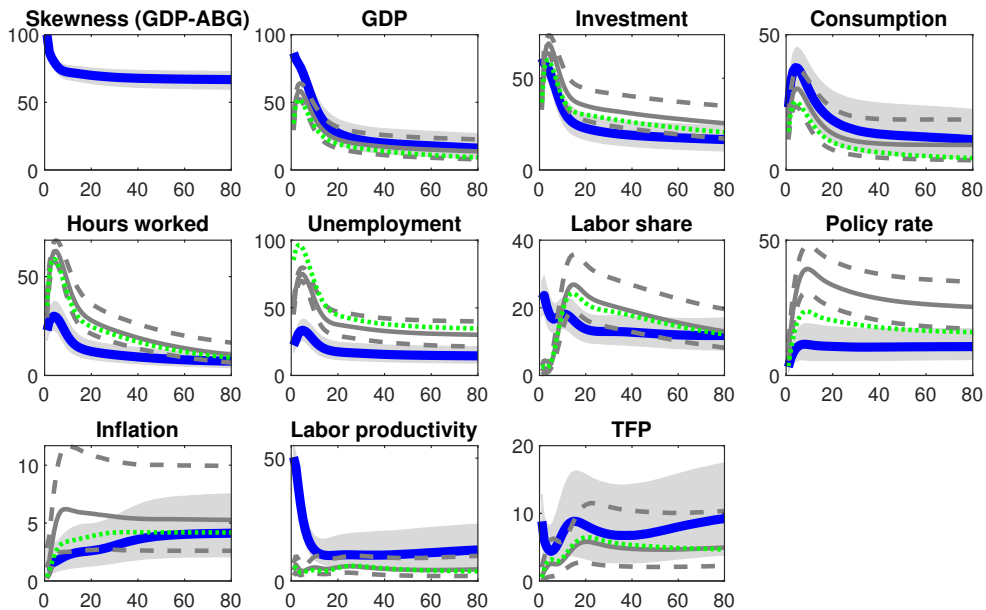 Skewness (GDP-ABG)
GDP
Investment
Consumption
100
50
0
0 20 40 60 80
100
50
0
0 20 40 60 80
50
0
0 20 40 60 80
50
0
0 20 40 60 80
Hours worked
Unemployment
Labor share
Policy rate
50
0
0 20 40 60 80
100
50
0
0 20 40 60 80
40
20
0
0 20 40 60 80
50
0
0 20 40 60 80
Inflation
Labor productivity
TFP
10
5
0
0 20 40 60 80
50
0
0 20 40 60 80
20
10
0
0 20 40 60 80